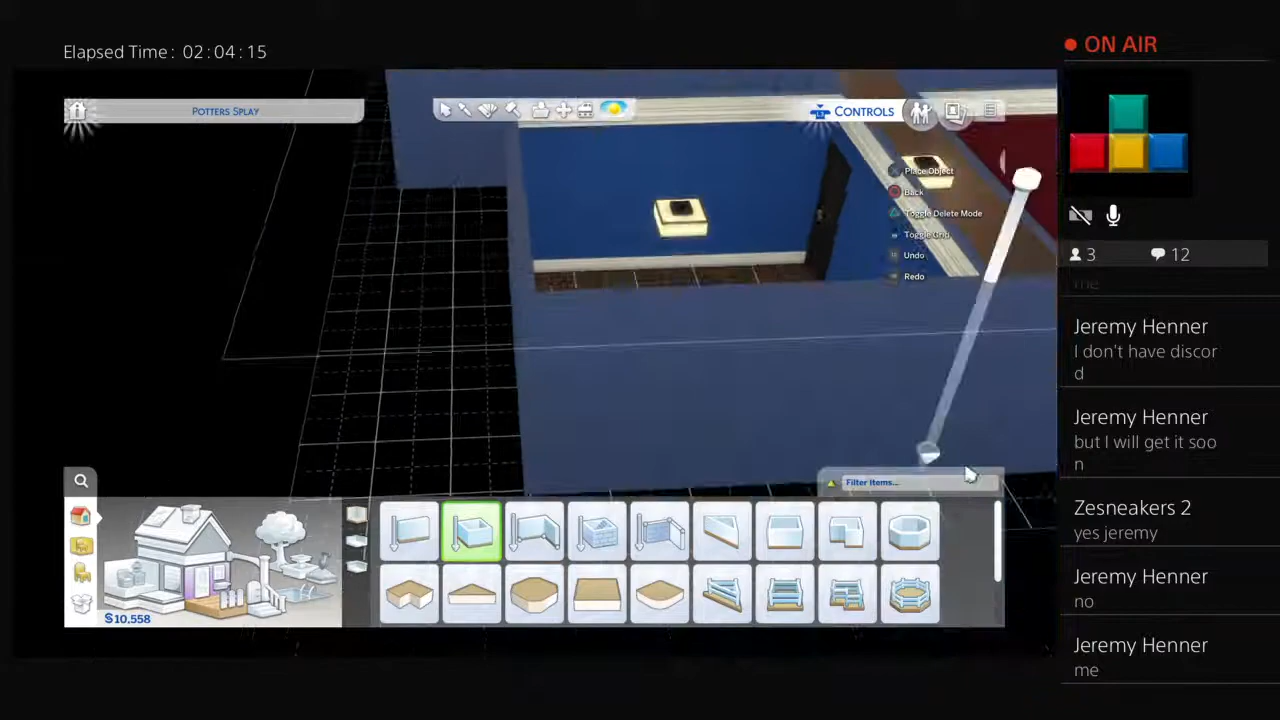 Elapsed Time: 02:04:15
ON AIR
POTTERS SPLAY
CONTROLS
Place Object
Back
Toggle Delete Mode
Toggle Grid
Undo
Redo
3 12
me
Jeremy Henner
I don't have discor
d
Jeremy Henner
but I will get it soo
n
Zesneakers 2
yes jeremy
Jeremy Henner
no
Jeremy Henner
me
Filter Items...
§10,558